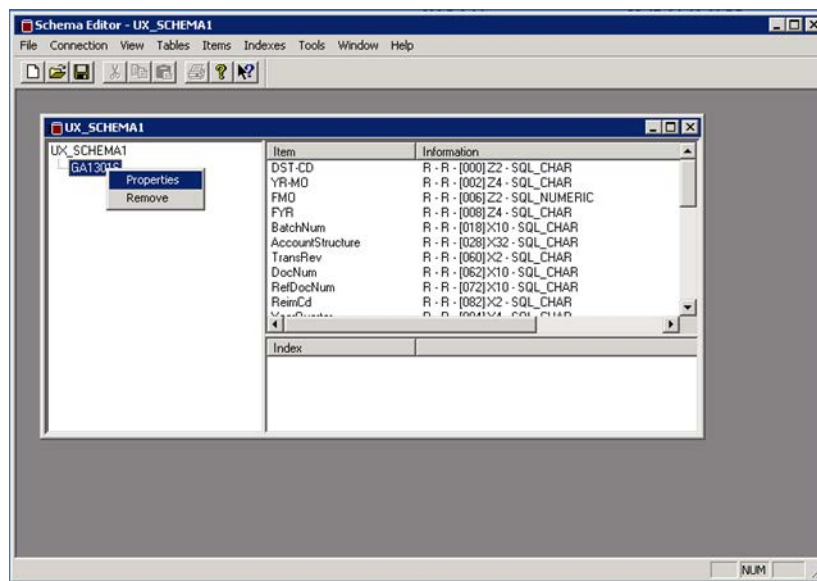 Schema Editor - UX_SCHEMA1
File Connection View Tables Items Indexes Tools Window Help
UX_SCHEMA1
UX_SCHEMA1
GA1301S
Properties
Remove
Item Information
DST-CD R - R - [000] Z2 - SQL_CHAR
YR-MO R - R - [002] Z4 - SQL_CHAR
FMO R - R - [006] Z2 - SQL_NUMERIC
FYR R - R - [008] Z4 - SQL_CHAR
BatchNum R - R - [018] X10 - SQL_CHAR
AccountStructure R - R - [028] X32 - SQL_CHAR
TransRev R - R - [060] X2 - SQL_CHAR
DocNum R - R - [062] X10 - SQL_CHAR
RefDocNum R - R - [072] X10 - SQL_CHAR
ReimCd R - R - [082] X2 - SQL_CHAR
Index
NUM